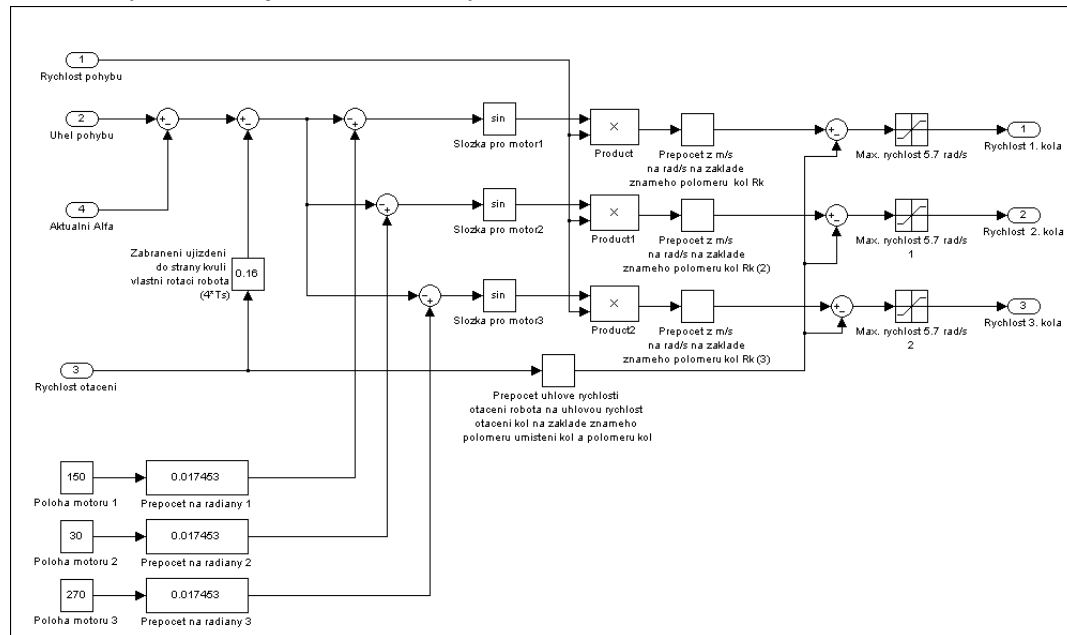 1
Rychlost pohybu
2
Uhel pohybu
4
Aktualni Alfa
Zabraneni ujizdeni
do strany kvuli
vlastni rotaci robota
(4*Ts)
0.16
3
Rychlost otaceni
sin
Slozka pro motor1
sin
Slozka pro motor2
sin
Slozka pro motor3
×
Product
×
Product1
×
Product2
Prepocet z m/s
na rad/s na zaklade
znameho polomeru kol Rk
Prepocet z m/s
na rad/s na zaklade
znameho polomeru kol Rk (2)
Prepocet z m/s
na rad/s na zaklade
znameho polomeru kol Rk (3)
Prepocet uhlove rychlosti
otaceni robota na uhlovou rychlost
otaceni kol na zaklade znameho
polomeru umisteni kol a polomeru kol
Max. rychlost 5.7 rad/s
Max. rychlost 5.7 rad/s
1
Max. rychlost 5.7 rad/s
2
1
Rychlost 1. kola
2
Rychlost 2. kola
3
Rychlost 3. kola
150
Poloha motoru 1
0.017453
Prepocet na radiany 1
30
Poloha motoru 2
0.017453
Prepocet na radiany 2
270
Poloha motoru 3
0.017453
Prepocet na radiany 3